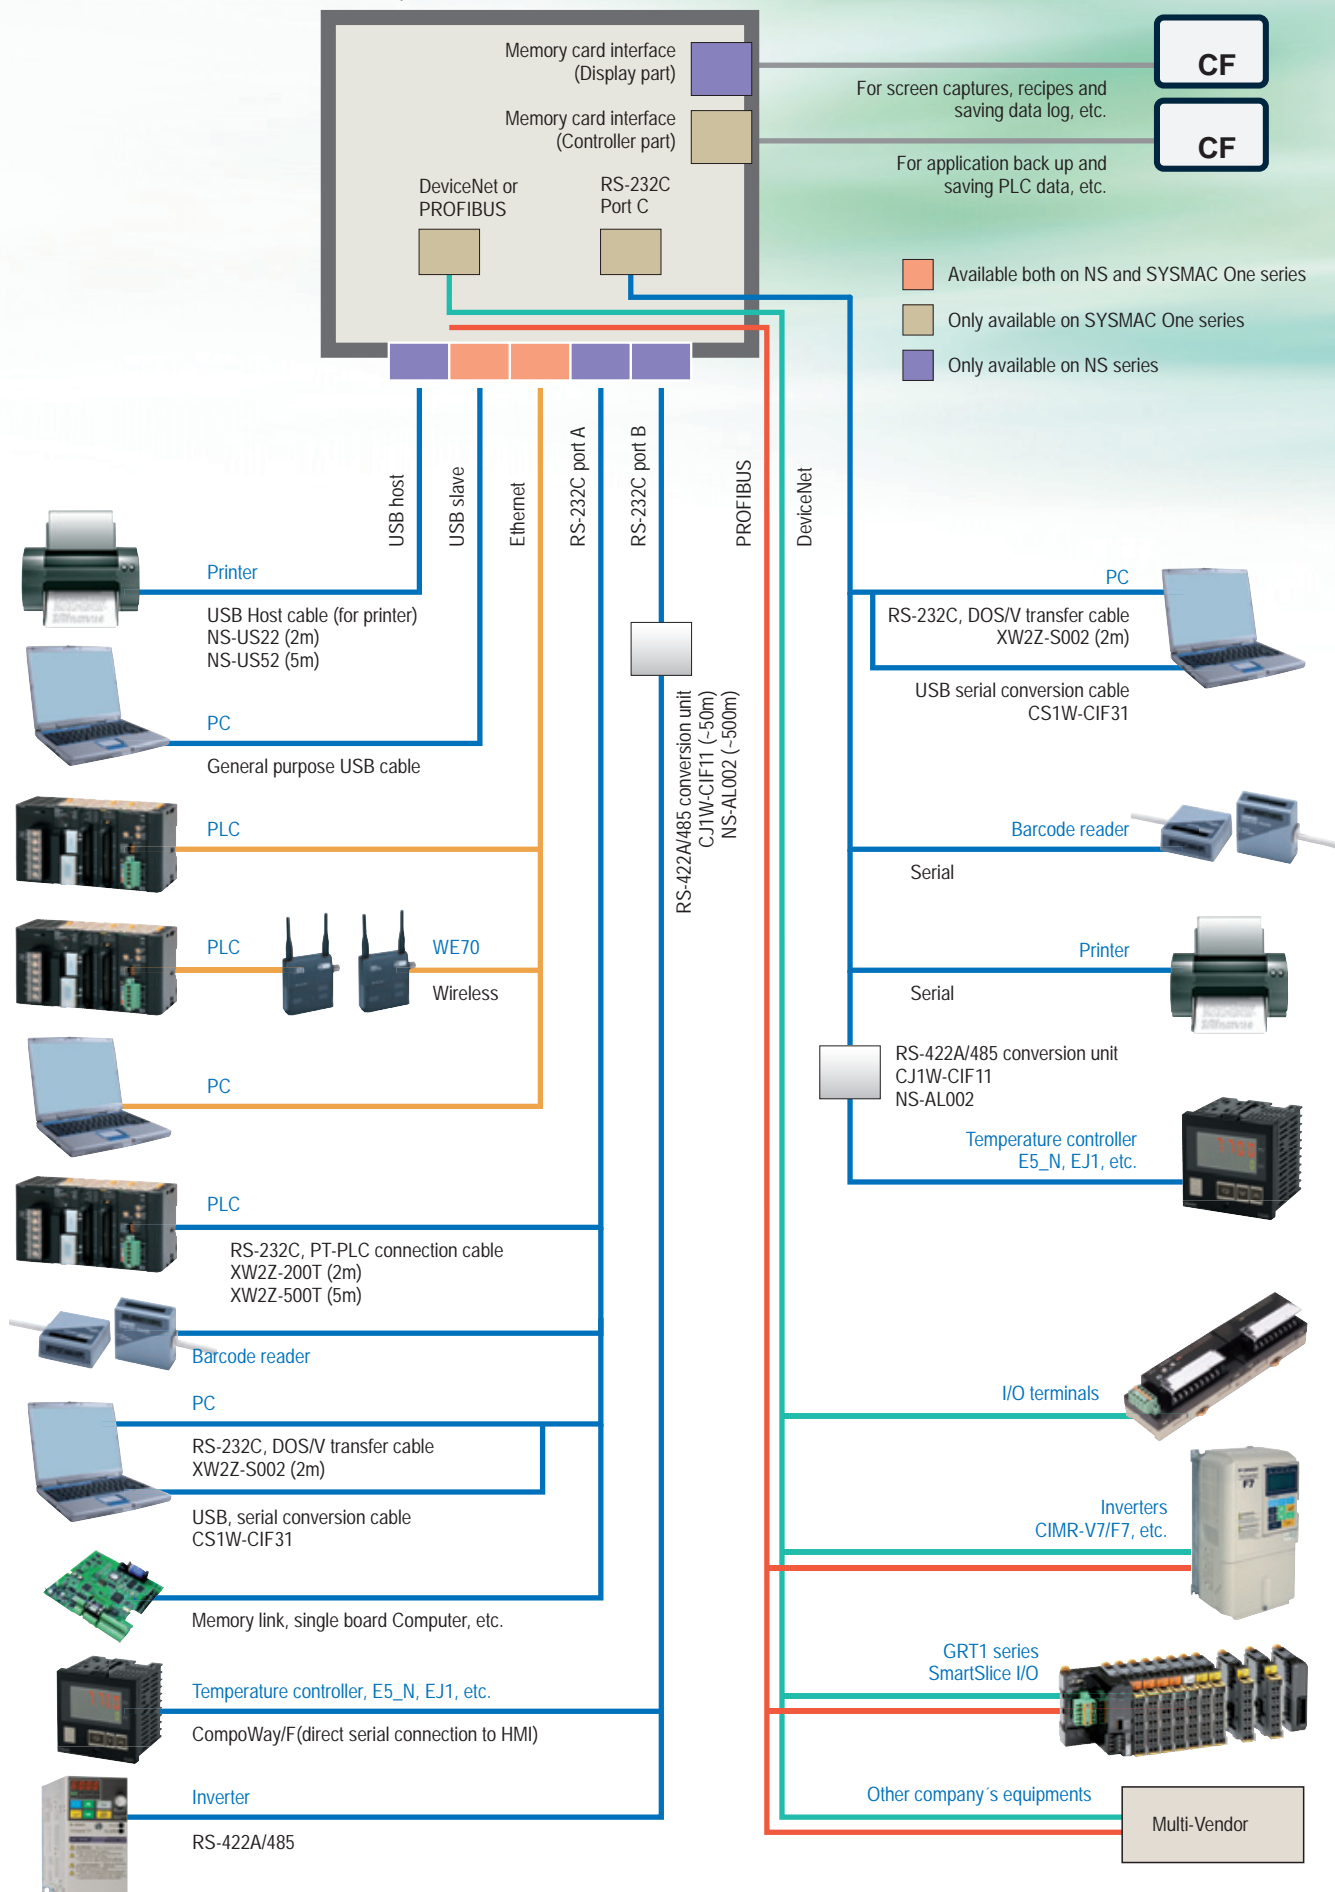 Memory card interface
(Display part)
CF
For screen captures, recipes and
saving data log, etc.
Memory card interface
(Controller part)
CF
For application back up and
saving PLC data, etc.
DeviceNet or
PROFIBUS
RS-232C
Port C
Available both on NS and SYSMAC One series
Only available on SYSMAC One series
Only available on NS series
USB host
USB slave
Ethernet
RS-232C port A
RS-232C port B
PROFIBUS
DeviceNet
Printer
USB Host cable (for printer)
NS-US22 (2m)
NS-US52 (5m)
PC
General purpose USB cable
PLC
PLC
WE70
Wireless
PC
PLC
RS-232C, PT-PLC connection cable
XW2Z-200T (2m)
XW2Z-500T (5m)
Barcode reader
PC
RS-232C, DOS/V transfer cable
XW2Z-S002 (2m)
USB, serial conversion cable
CS1W-CIF31
Memory link, single board Computer, etc.
Temperature controller, E5_N, EJ1, etc.
CompoWay/F(direct serial connection to HMI)
Inverter
RS-422A/485
RS-422A/485 conversion unit
CJ1W-CIF11 (~50m)
NS-AL002 (~500m)
PC
RS-232C, DOS/V transfer cable
XW2Z-S002 (2m)
USB serial conversion cable
CS1W-CIF31
Barcode reader
Serial
Printer
Serial
RS-422A/485 conversion unit
CJ1W-CIF11
NS-AL002
Temperature controller
E5_N, EJ1, etc.
I/O terminals
Inverters
CIMR-V7/F7, etc.
F7
GRT1 series
SmartSlice I/O
Other company´s equipments
Multi-Vendor